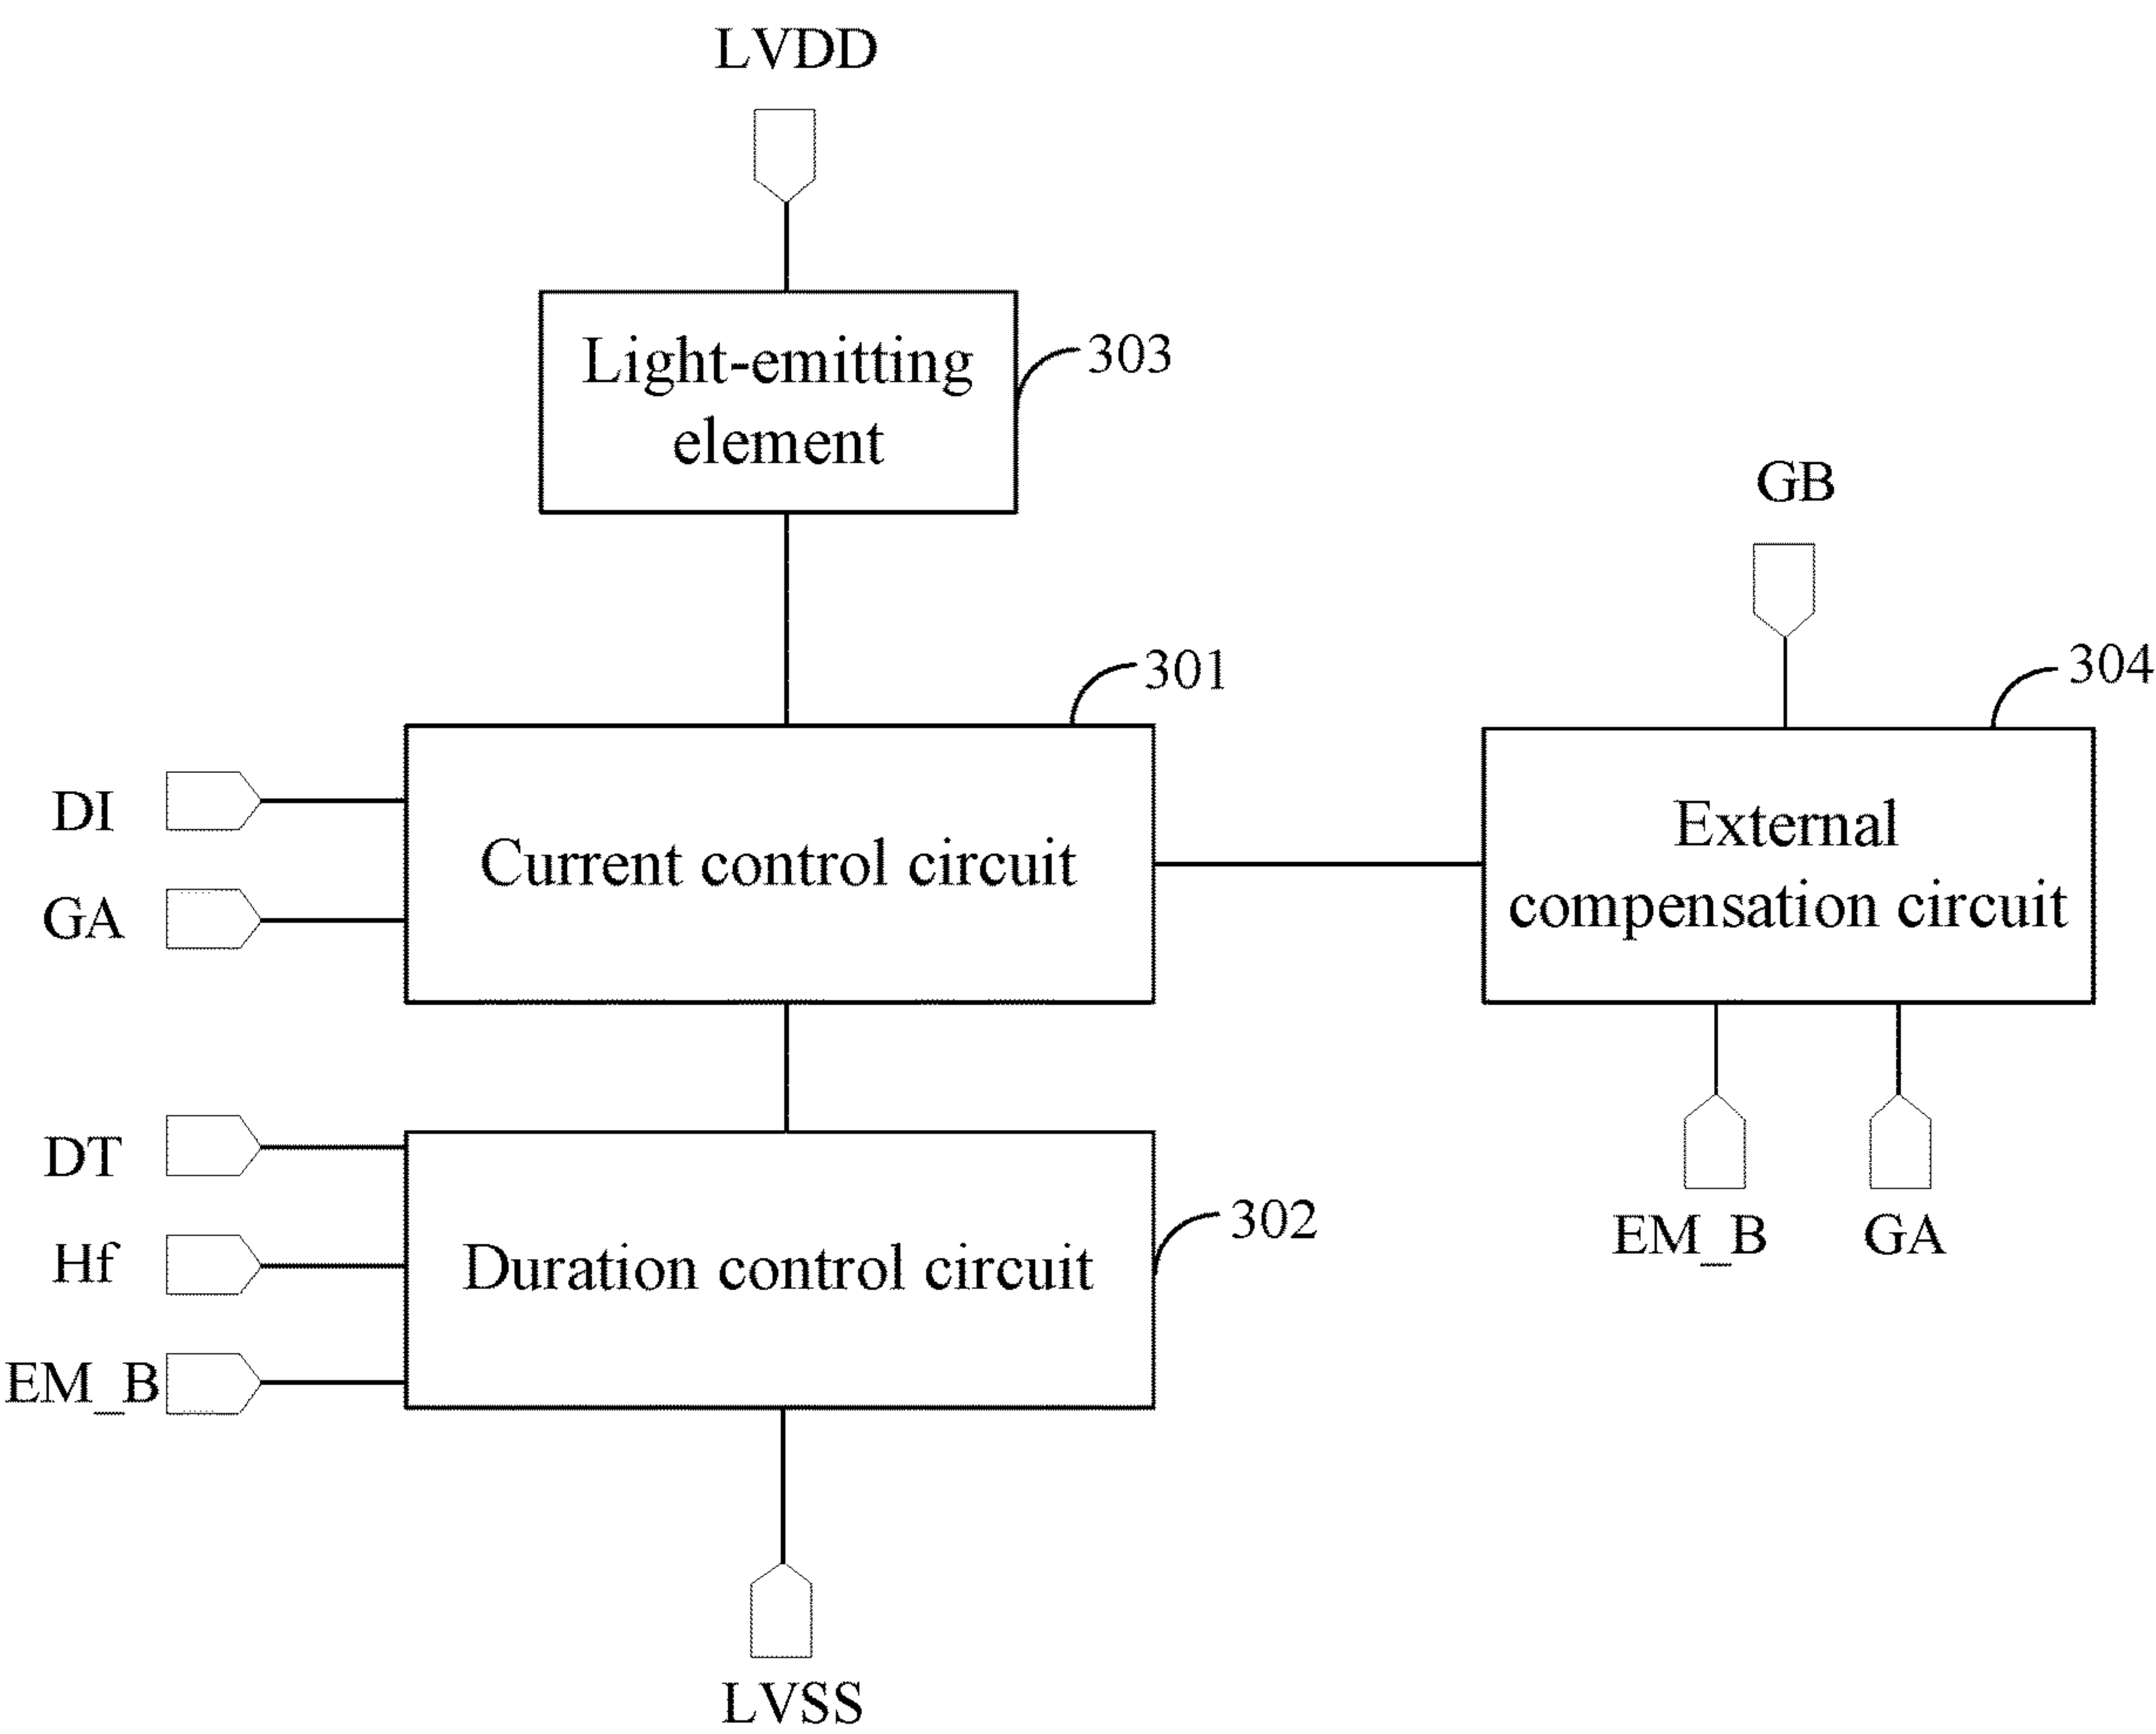 LVDD
Light-emitting
element
303
GB
301
304
DI
GA
Current control circuit
External
compensation circuit
DT
Hf
EM_B
Duration control circuit
302
EM_B
GA
LVSS